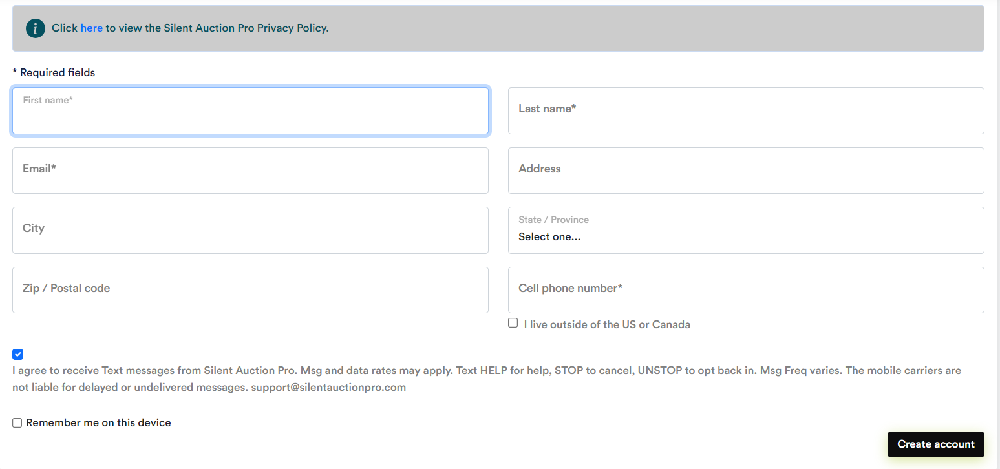 i Click here to view the Silent Auction Pro Privacy Policy.
* Required fields
First name*
Last name*
Email*
Address
City
State / Province
Select one...
Zip / Postal code
Cell phone number*
I live outside of the US or Canada
I agree to receive Text messages from Silent Auction Pro. Msg and data rates may apply. Text HELP for help, STOP to cancel, UNSTOP to opt back in. Msg Freq varies. The mobile carriers are
not liable for delayed or undelivered messages. support@silentauctionpro.com
Remember me on this device
Create account